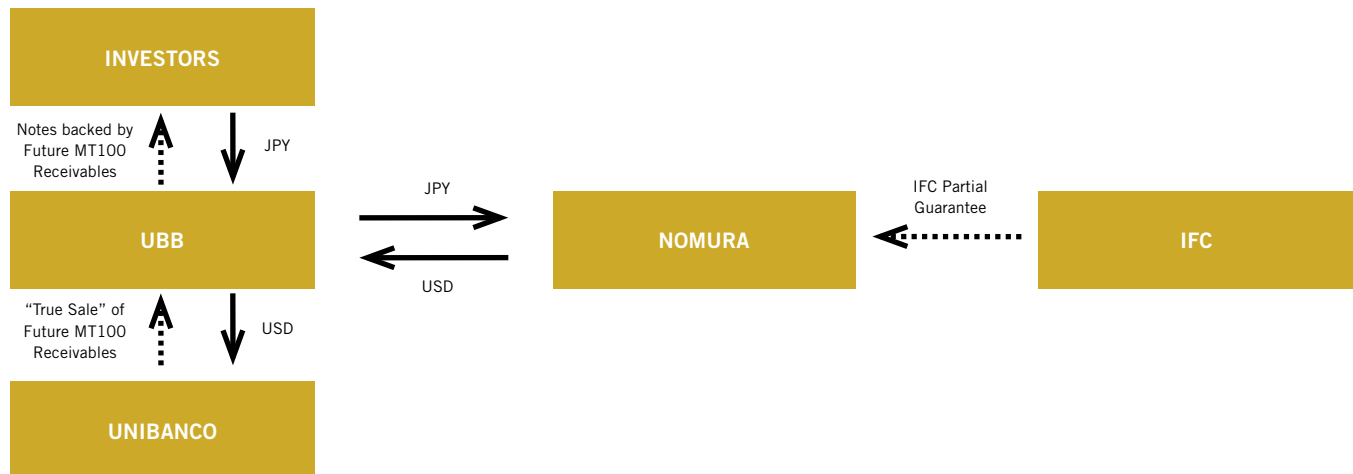 INVESTORS
Notes backed by
Future MT100
Receivables
JPY
UBB
JPY
USD
NOMURA
IFC Partial
Guarantee
IFC
“True Sale” of
Future MT100
Receivables
USD
UNIBANCO